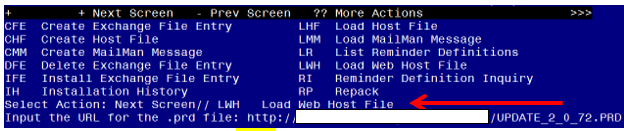 + + Next Screen - Prev Screen ?? More Actions >>>
CFE Create Exchange File Entry LHF Load Host File
CHF Create Host File LMM Load MailMan Message
CMM Create MailMan Message LR List Reminder Definitions
DFE Delete Exchange File Entry LWH Load Web Host File
IFE Install Exchange File Entry RI Reminder Definition Inquiry
IH Installation History RP Repack
Select Action: Next Screen// LWH Load Web Host File
Input the URL for the .prd file: http:/ /UPDATE_2_0_72.PRD